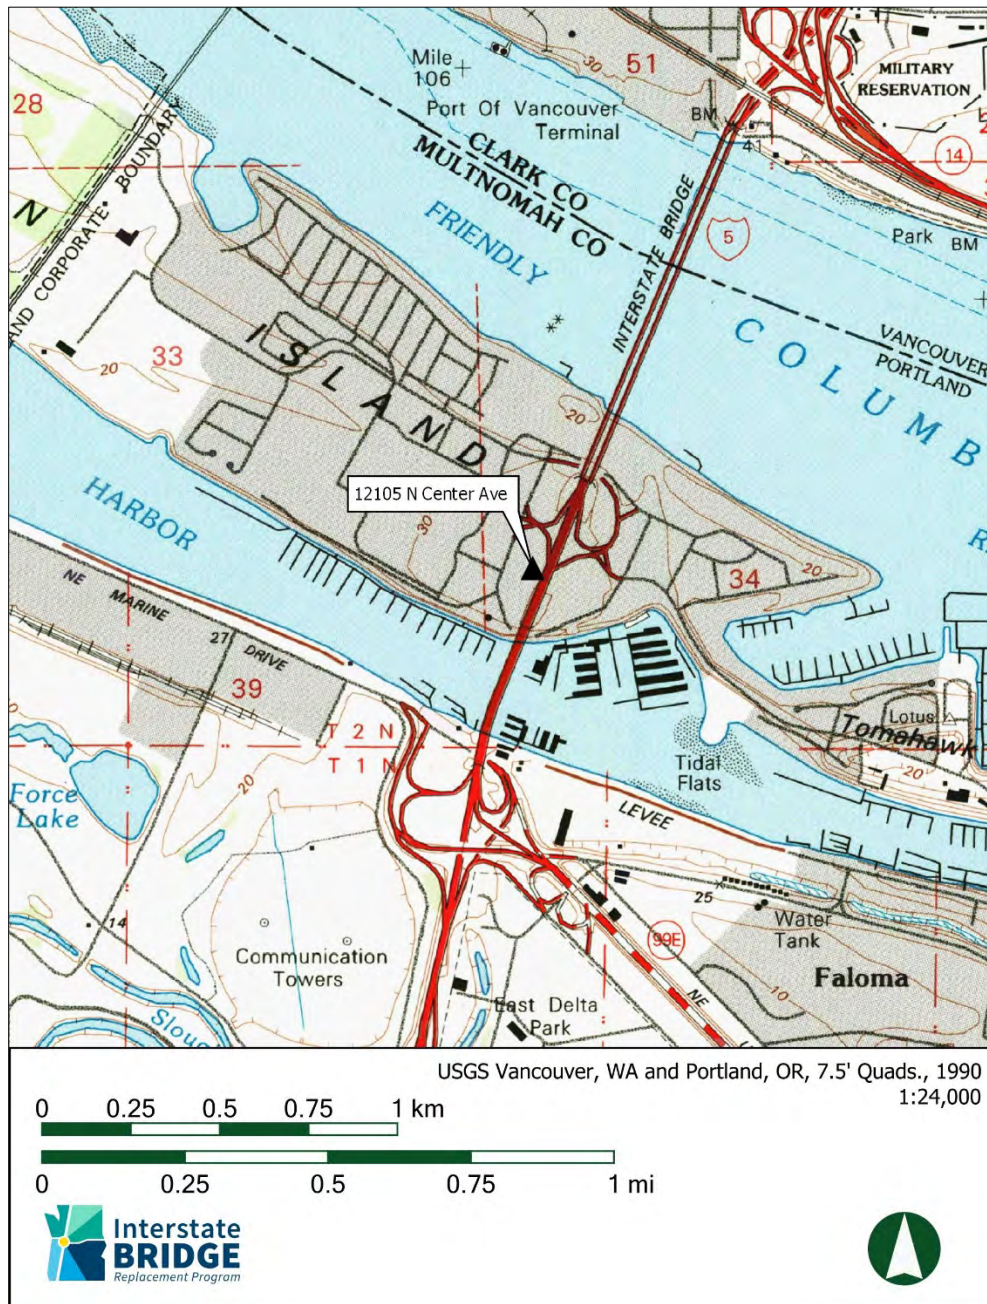 Mile
106
51
MILITARY
RESERVATION
28
30
Port Of Vancouver
Terminal
BM
41
14
CLARK CO
MULTNOMAH CO
BOUNDARY
N
FRIENDLY
INTERSTATE BRIDGE
5
Park BM
AND CORPORATE
VANCOUVER
PORTLAND
COLUMB
33
20
ISLAND
20
12105 N Center Ave
30
HARBOR
34
20
R
NE
MARINE
DRIVE
27
39
T 2 N
T 1 N
Lotus
Tomahawk
20
Tidal
Flats
20
Force
Lake
LEVEE
14
25
Water
Tank
Communication
Towers
99E
Faloma
NE
10
East Delta
Park
Sloug
USGS Vancouver, WA and Portland, OR, 7.5' Quads., 1990
1:24,000
0 0.25 0.5 0.75 1 km
0 0.25 0.5 0.75 1 mi
Interstate
BRIDGE
Replacement Program